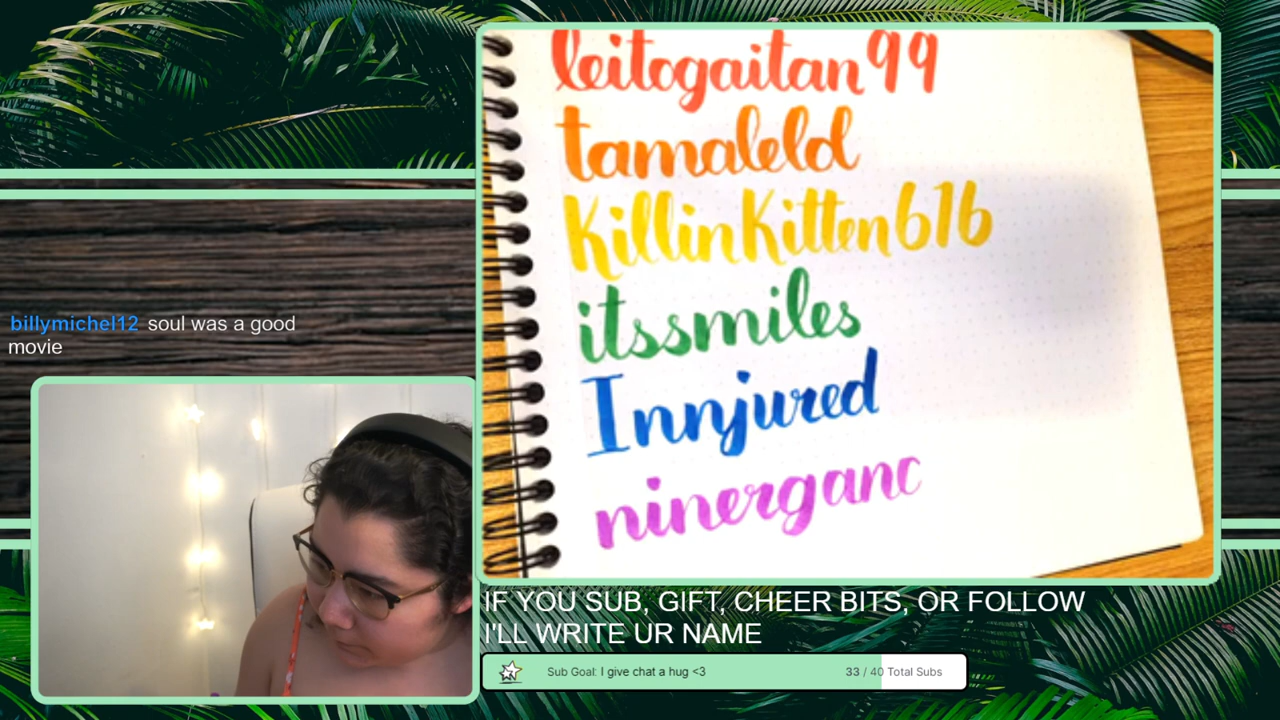 leitogaitan99
tamaleld
KillinKitten616
itssmiles
Innjured
ninerganc
billymichel12 soul was a good
movie
IF YOU SUB, GIFT, CHEER BITS, OR FOLLOW
I'LL WRITE UR NAME
Sub Goal: I give chat a hug <3 33 / 40 Total Subs